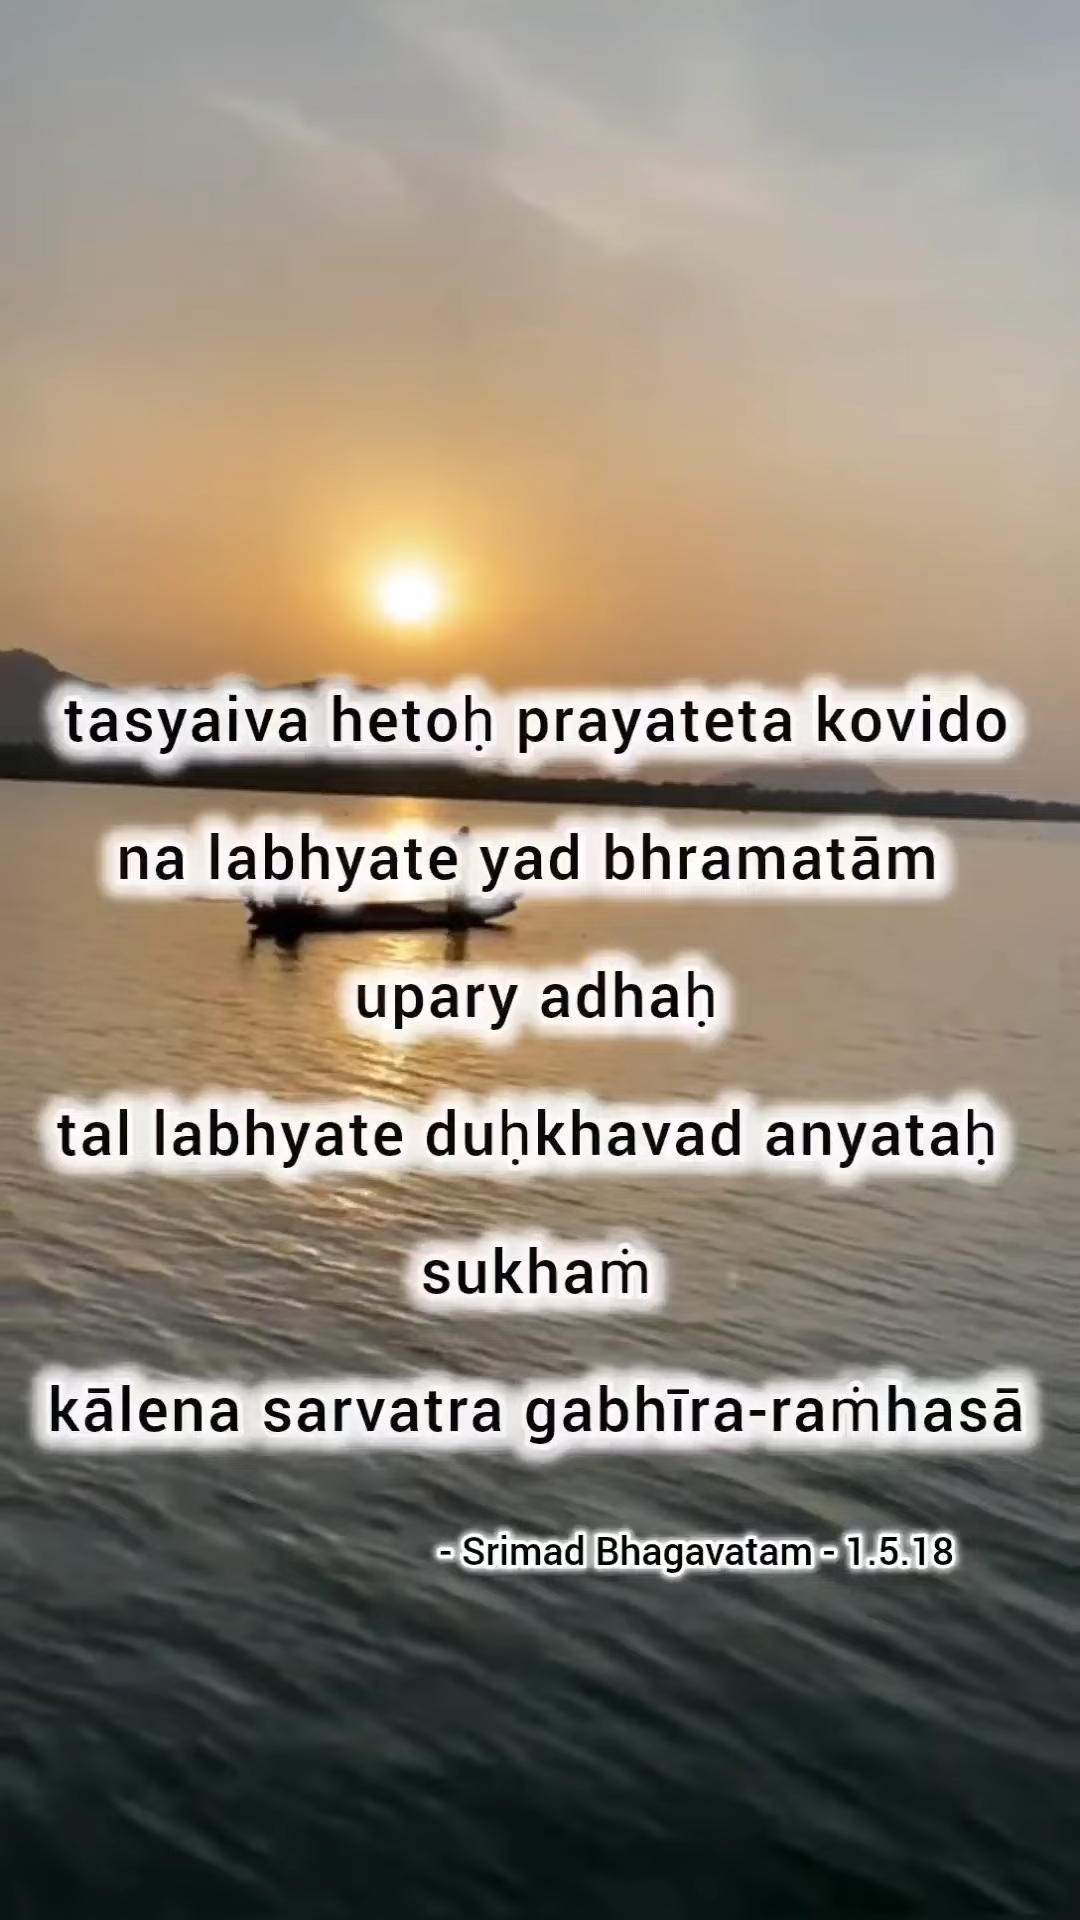 tasyaiva hetoḥ prayateta kovido
na labhyate yad bhramatām
upary adhaḥ
tal labhyate duḥkhavad anyataḥ
sukhaṁ
kālena sarvatra gabhīra-raṁhasā
- Srimad Bhagavatam - 1.5.18